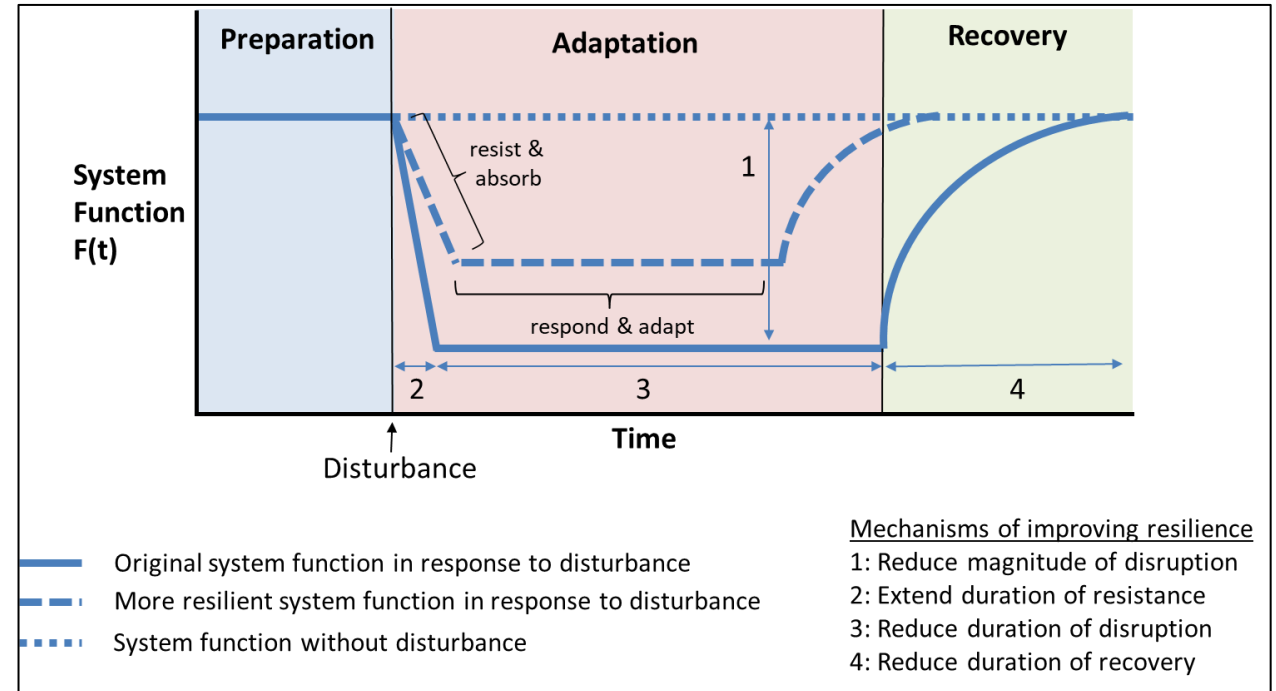 Preparation
Adaptation
Recovery
System
Function
F(t)
resist &
absorb
1
respond & adapt
2
3
4
Time
Disturbance
Original system function in response to disturbance
More resilient system function in response to disturbance
System function without disturbance
Mechanisms of improving resilience
1: Reduce magnitude of disruption
2: Extend duration of resistance
3: Reduce duration of disruption
4: Reduce duration of recovery